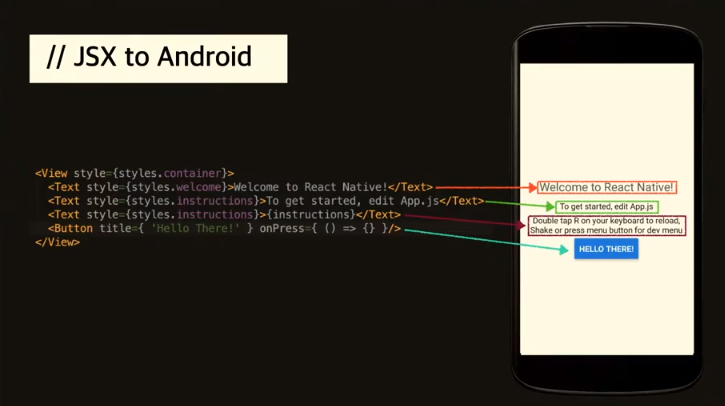 // JSX to Android
<View style={styles.container}>
<Text style={styles.welcome}>Welcome to React Native!</Text>
<Text style={styles.instructions}>To get started, edit App.js</Text>
<Text style={styles.instructions}>{instructions}</Text>
<Button title={ 'Hello There!' } onPress={ () => {} }/>
</View>
Welcome to React Native!
To get started, edit App.js
Double tap R on your keyboard to reload,
Shake or press menu button for dev menu
HELLO THERE!